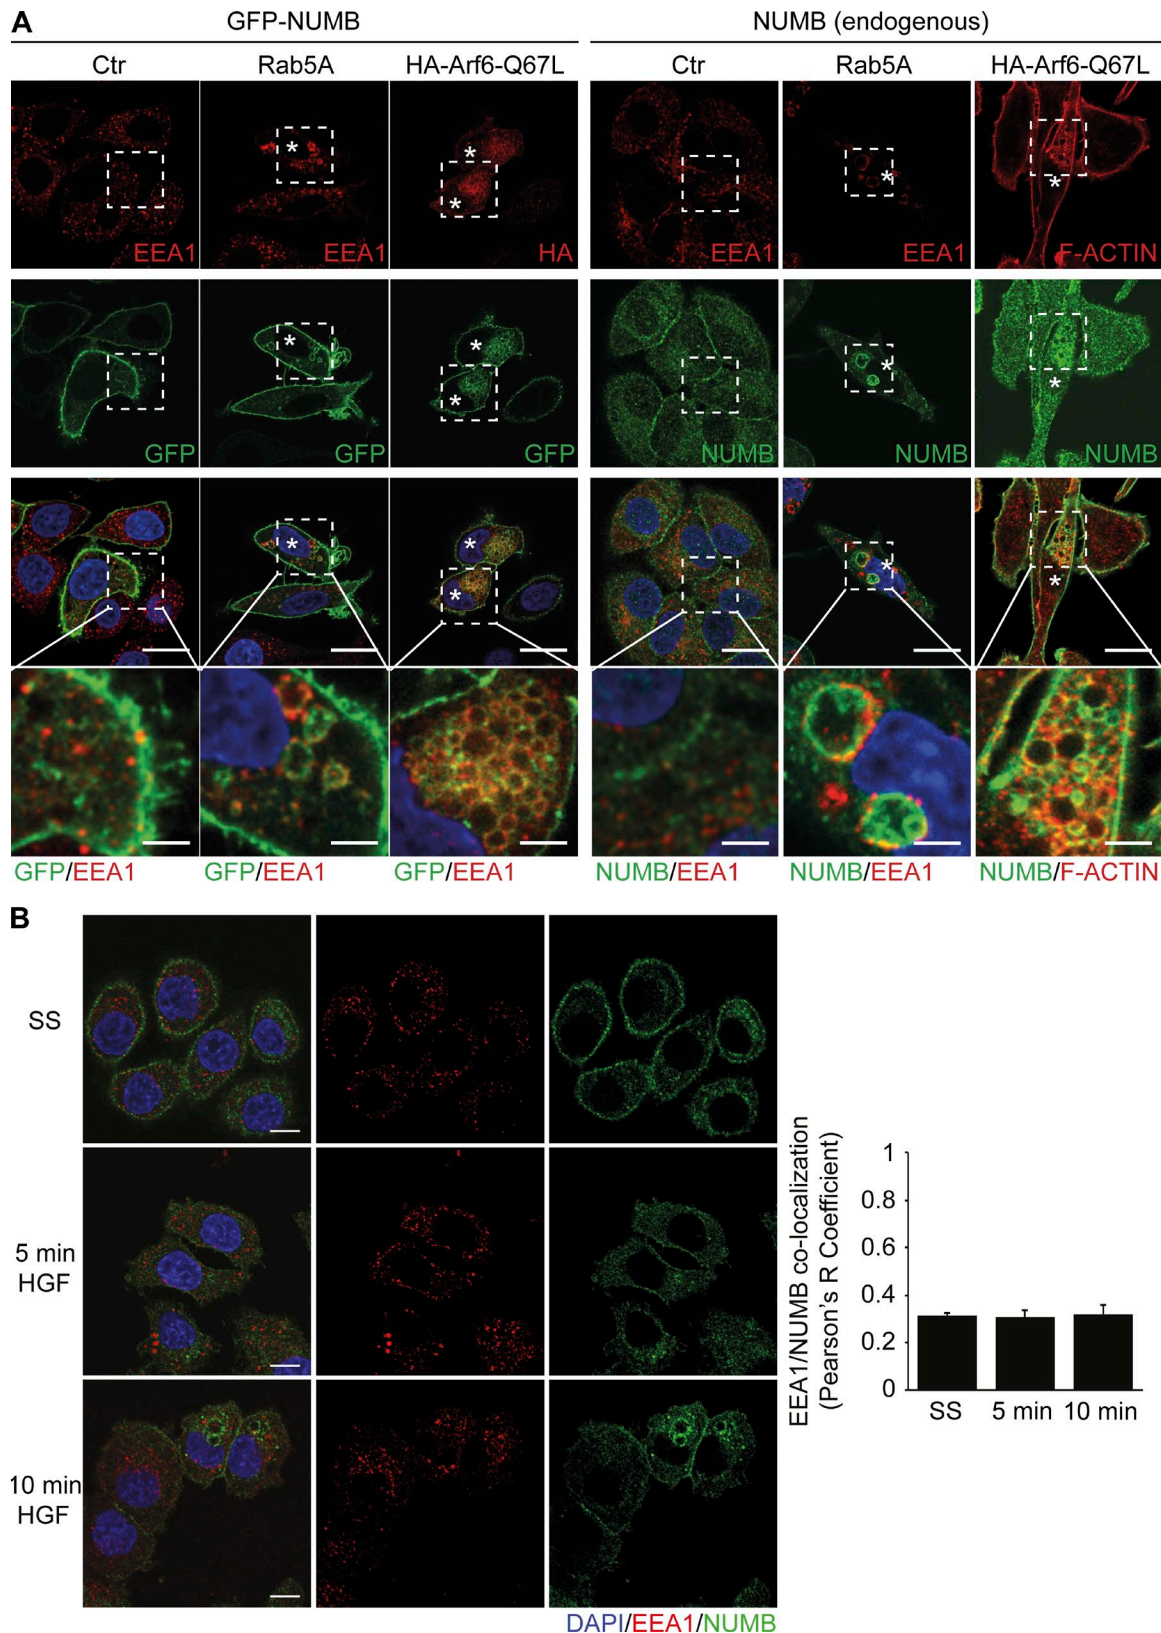 A
GFP-NUMB
NUMB (endogenous)
Ctr
Rab5A
HA-Arf6-Q67L
Ctr
Rab5A
HA-Arf6-Q67L
EEA1
EEA1
HA
EEA1
EEA1
F-ACTIN
GFP
GFP
GFP
NUMB
NUMB
NUMB
GFP/EEA1
GFP/EEA1
GFP/EEA1
NUMB/EEA1
NUMB/EEA1
NUMB/F-ACTIN
B
SS
5 min
HGF
10 min
HGF
DAPI/EEA1/NUMB
EEA1/NUMB co-localization
(Pearson's R Coefficient)
1
0.8
0.6
0.4
0.2
0
SS
5 min
10 min